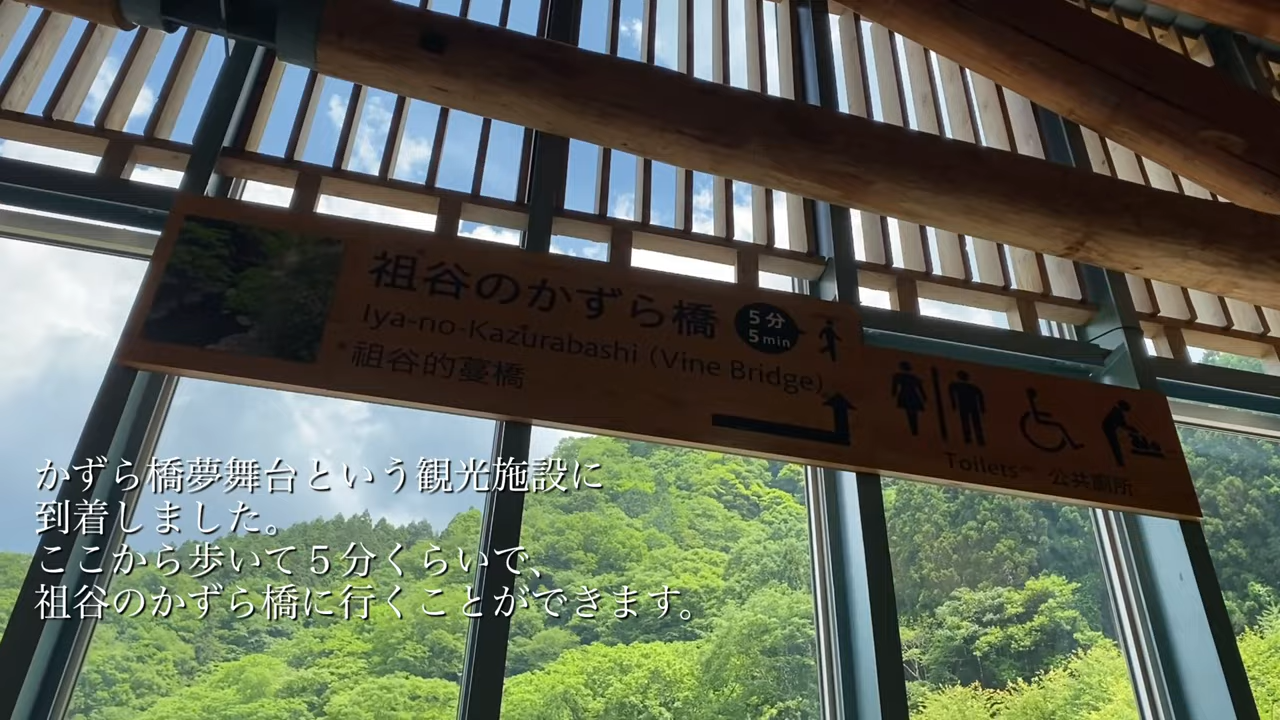 祖谷のかずら橋
5分
5min
Iya-no-Kazurabashi (Vine Bridge)
祖谷的蔓橋
Toilets 公共厠所
かずら橋夢舞台という観光施設に
到着しました。
ここから歩いて５分くらいで、
祖谷のかずら橋に行くことができます。